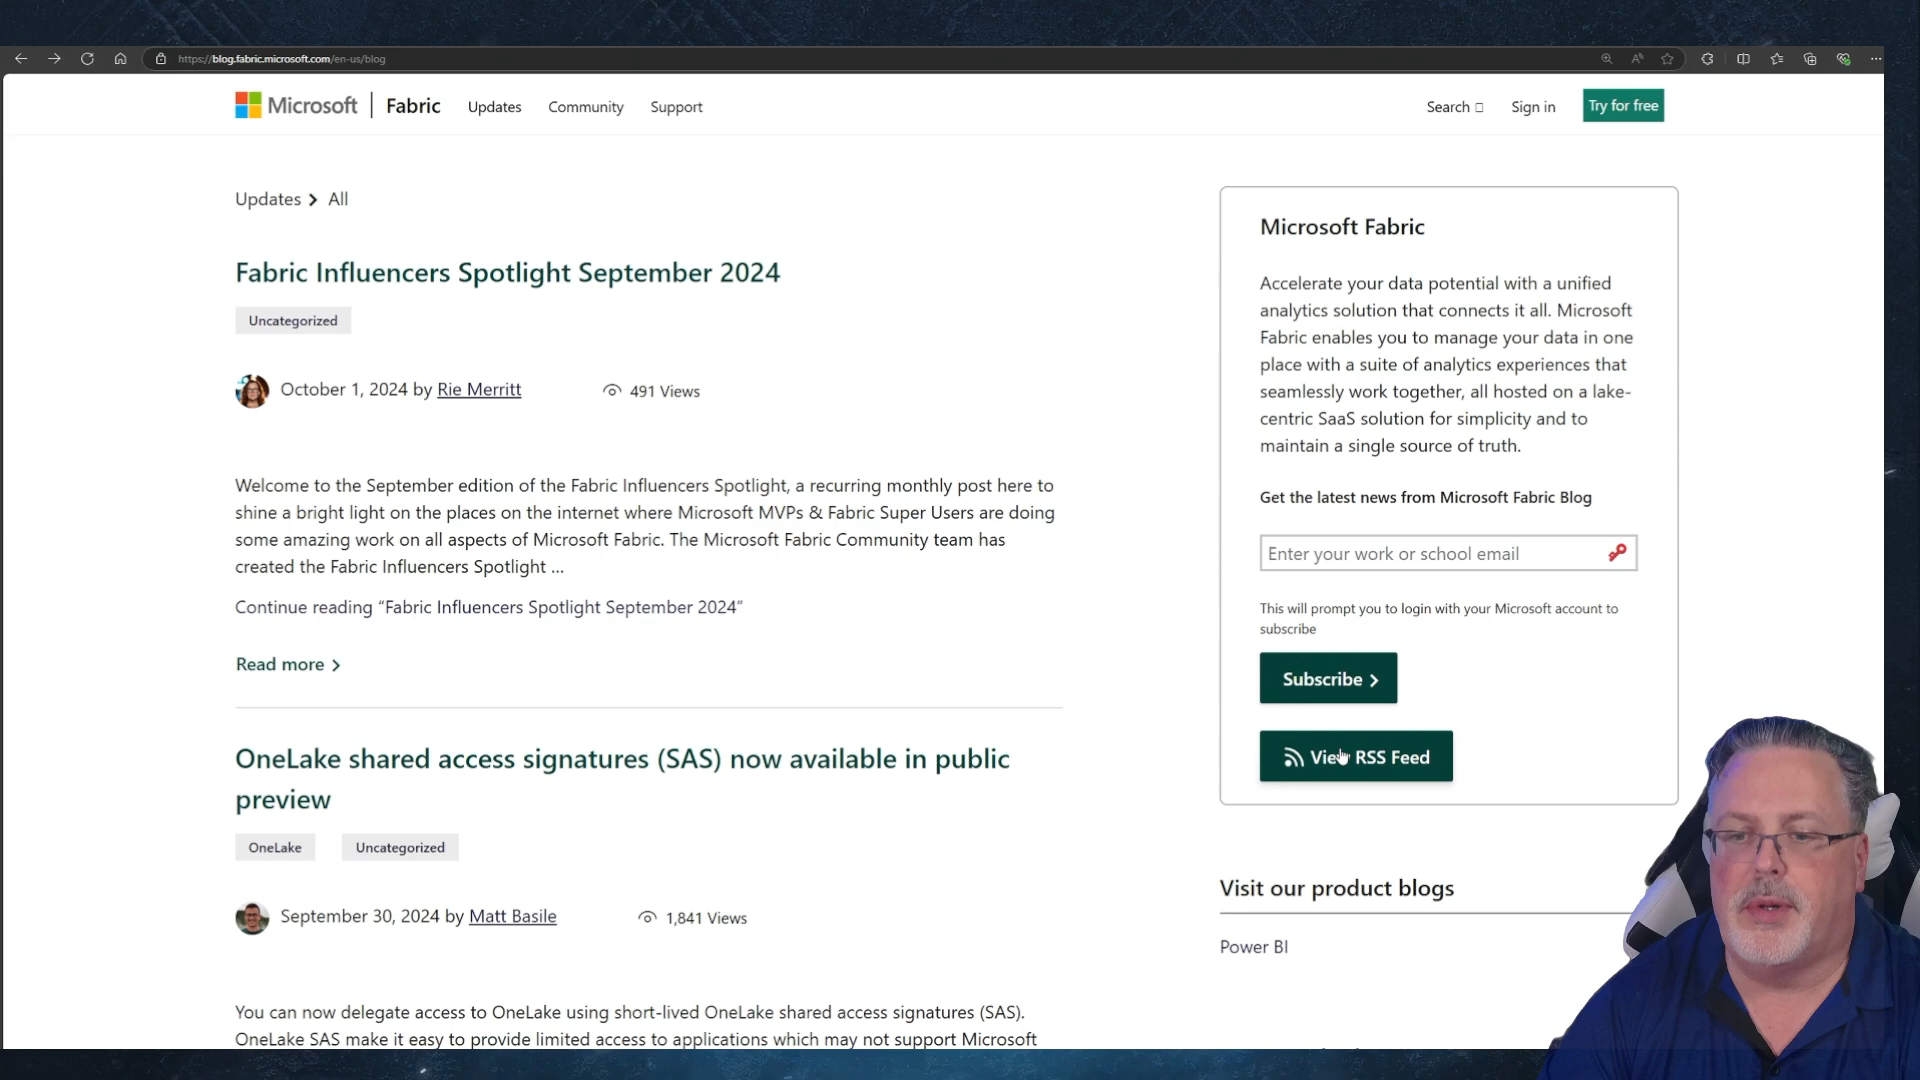 https://blog.fabric.microsoft.com/en-us/blog
Microsoft | Fabric
Updates
Community
Support
Search
Sign in
Try for free
Updates > All
Fabric Influencers Spotlight September 2024
Uncategorized
October 1, 2024 by Rie Merritt
491 Views
Welcome to the September edition of the Fabric Influencers Spotlight, a recurring monthly post here to
shine a bright light on the places on the internet where Microsoft MVPs & Fabric Super Users are doing
some amazing work on all aspects of Microsoft Fabric. The Microsoft Fabric Community team has
created the Fabric Influencers Spotlight ...
Continue reading “Fabric Influencers Spotlight September 2024”
Read more >
OneLake shared access signatures (SAS) now available in public
preview
OneLake
Uncategorized
September 30, 2024 by Matt Basile
1,841 Views
You can now delegate access to OneLake using short-lived OneLake shared access signatures (SAS).
OneLake SAS make it easy to provide limited access to applications which may not support Microsoft
Microsoft Fabric
Accelerate your data potential with a unified
analytics solution that connects it all. Microsoft
Fabric enables you to manage your data in one
place with a suite of analytics experiences that
seamlessly work together, all hosted on a lake-
centric SaaS solution for simplicity and to
maintain a single source of truth.
Get the latest news from Microsoft Fabric Blog
Enter your work or school email
This will prompt you to login with your Microsoft account to
subscribe
Subscribe >
View RSS Feed
Visit our product blogs
Power BI